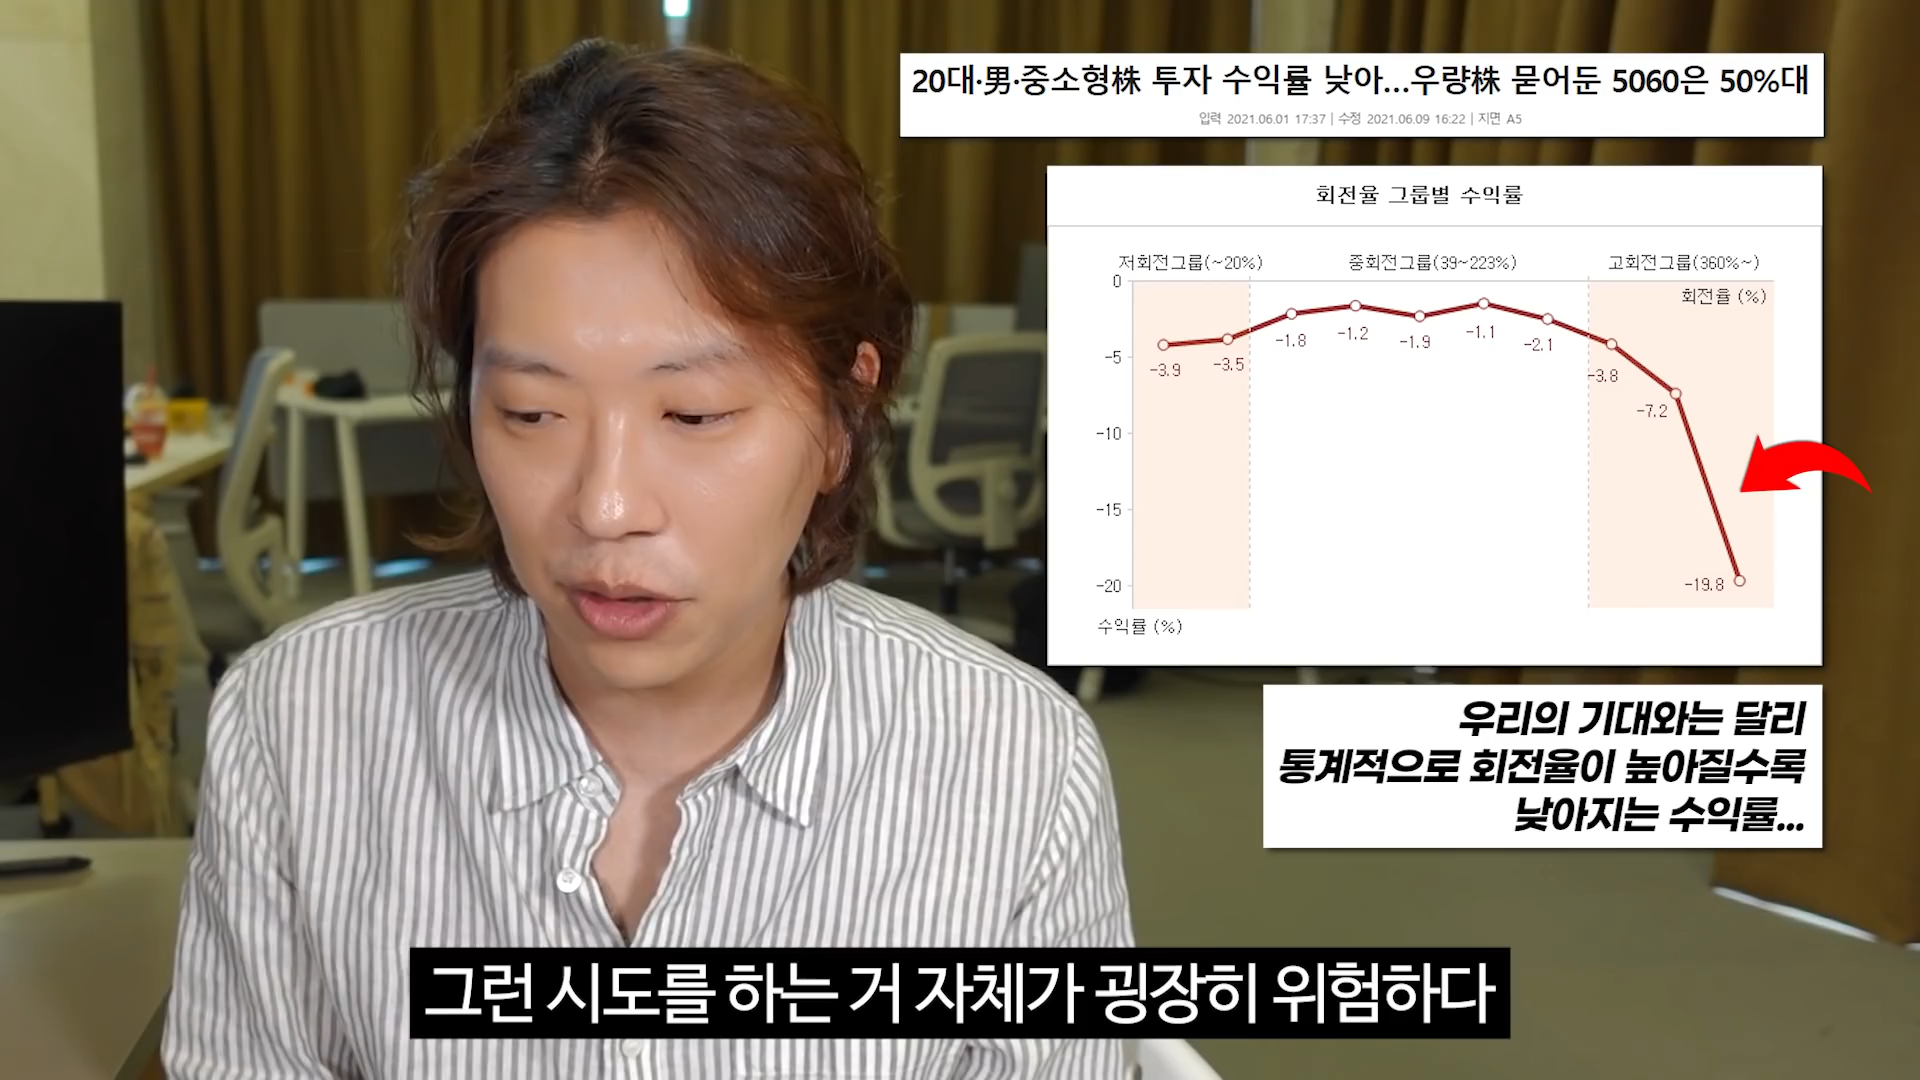 20대·男·중소형株 투자 수익률 낮아...우량株 묻어둔 5060은 50%대
입력 2021.06.01 17:37 | 수정 2021.06.09 16:22 | 지면 A5
회전율 그룹별 수익률
저회전그룹(~20%)
중회전그룹(39~223%)
고회전그룹(360%~)
0
회전율 (%)
-1.8
-1.2
-1.9
-1.1
-2.1
-5
-3.9
-3.5
-3.8
-7.2
-10
-15
-20
-19.8
수익률 (%)
우리의 기대와는 달리
통계적으로 회전율이 높아질수록
낮아지는 수익률...
그런 시도를 하는 거 자체가 굉장히 위험하다